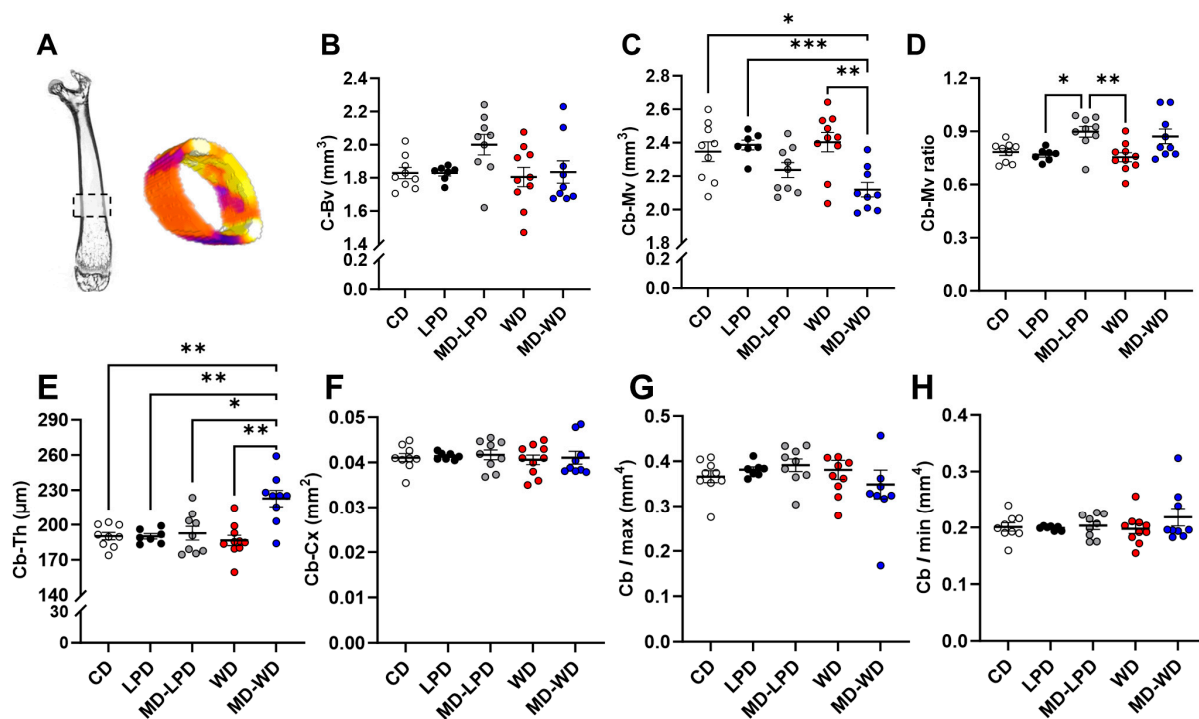 A
B
C-Bv (mm³)
2.4
2.2
2.0
1.8
1.6
1.4
0.2
0.0
CD
LPD
MD-LPD
WD
MD-WD
C
*
***
**
Cb-Mv (mm³)
2.8
2.6
2.4
2.2
2.0
1.8
0.2
0.0
CD
LPD
MD-LPD
WD
MD-WD
D
*
**
Cb-Mv ratio
1.2
0.9
0.6
0.3
0.0
CD
LPD
MD-LPD
WD
MD-WD
E
**
**
*
**
Cb-Th (µm)
290
260
230
200
170
140
30
0
CD
LPD
MD-LPD
WD
MD-WD
F
Cb-Cx (mm²)
0.05
0.04
0.03
0.02
0.01
0.00
CD
LPD
MD-LPD
WD
MD-WD
G
Cb I max (mm⁴)
0.5
0.4
0.3
0.2
0.1
0.0
CD
LPD
MD-LPD
WD
MD-WD
H
Cb I min (mm⁴)
0.4
0.3
0.2
0.1
0.0
CD
LPD
MD-LPD
WD
MD-WD